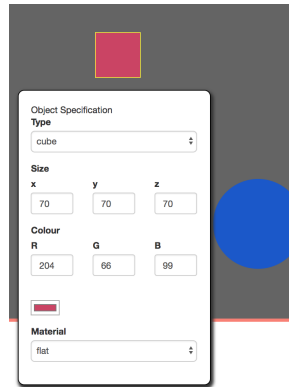 Object Specification
Type
cube
Size
x y z
70 70 70
Colour
R G B
204 66 99
Material
flat